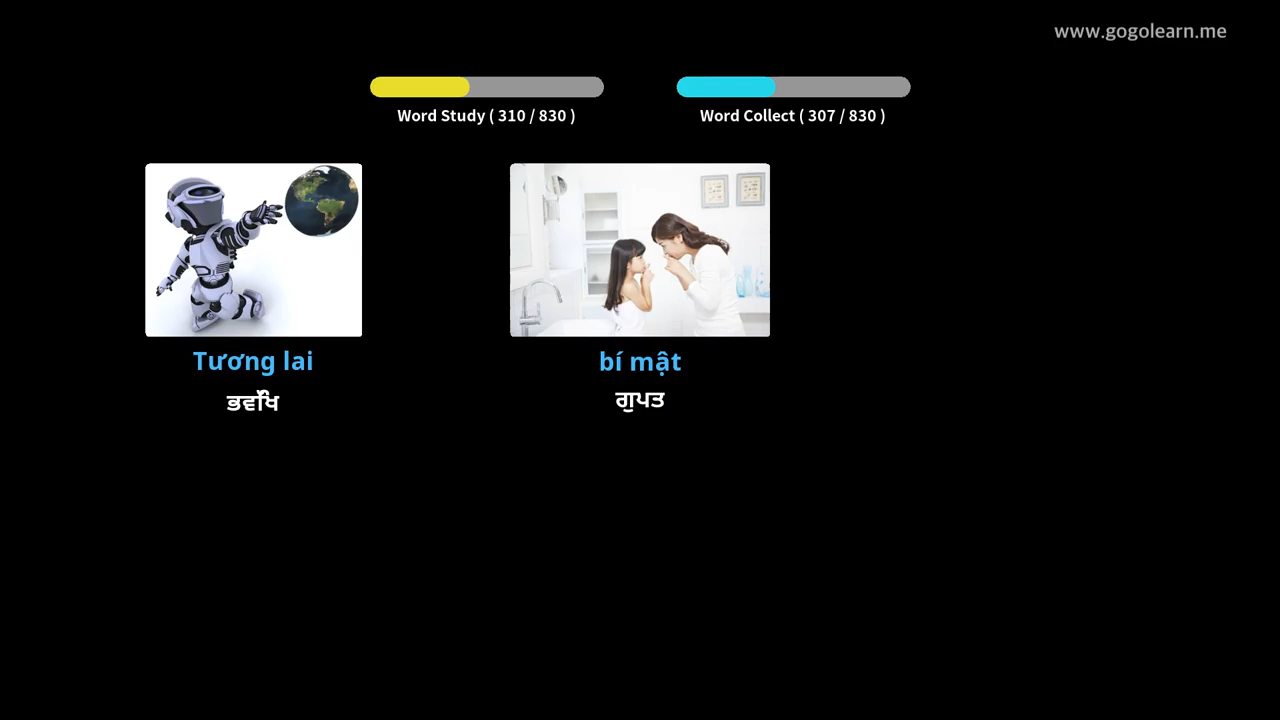 www.gogolearn.me
Word Study ( 310 / 830 )
Word Collect ( 307 / 830 )
Tương lai
ਭਵੱਖਿ
bí mật
ਗੁਪਤ